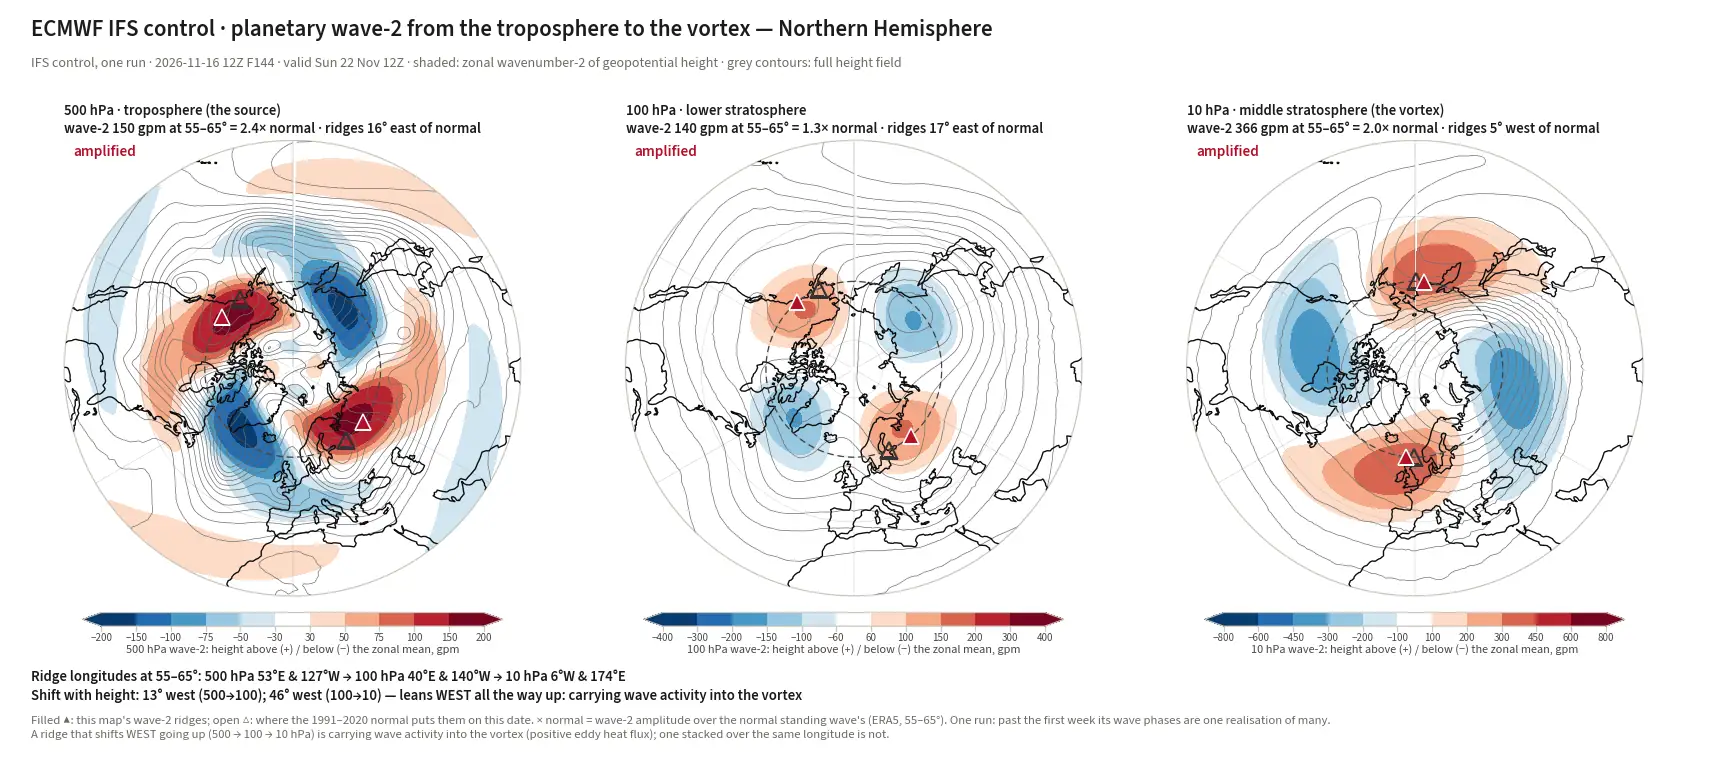 ECMWF IFS control · planetary wave-2 from the troposphere to the vortex — Northern Hemisphere
IFS control, one run · 2026-11-16 12Z F144 · valid Sun 22 Nov 12Z · shaded: zonal wavenumber-2 of geopotential height · grey contours: full height field
500 hPa · troposphere (the source)
wave-2 150 gpm at 55–65° = 2.4× normal · ridges 16° east of normal
amplified
100 hPa · lower stratosphere
wave-2 140 gpm at 55–65° = 1.3× normal · ridges 17° east of normal
amplified
10 hPa · middle stratosphere (the vortex)
wave-2 366 gpm at 55–65° = 2.0× normal · ridges 5° west of normal
amplified
−200 −150 −100 −75 −50 −30 30 50 75 100 150 200
500 hPa wave-2: height above (+) / below (−) the zonal mean, gpm
−400 −300 −200 −150 −100 −60 60 100 150 200 300 400
100 hPa wave-2: height above (+) / below (−) the zonal mean, gpm
−800 −600 −450 −300 −200 −100 100 200 300 450 600 800
10 hPa wave-2: height above (+) / below (−) the zonal mean, gpm
Ridge longitudes at 55–65°: 500 hPa 53°E & 127°W → 100 hPa 40°E & 140°W → 10 hPa 6°W & 174°E
Shift with height: 13° west (500→100); 46° west (100→10) — leans WEST all the way up: carrying wave activity into the vortex
Filled ▲: this map's wave-2 ridges; open △: where the 1991–2020 normal puts them on this date. × normal = wave-2 amplitude over the normal standing wave's (ERA5, 55–65°). One run: past the first week its wave phases are one realisation of many.
A ridge that shifts WEST going up (500 → 100 → 10 hPa) is carrying wave activity into the vortex (positive eddy heat flux); one stacked over the same longitude is not.